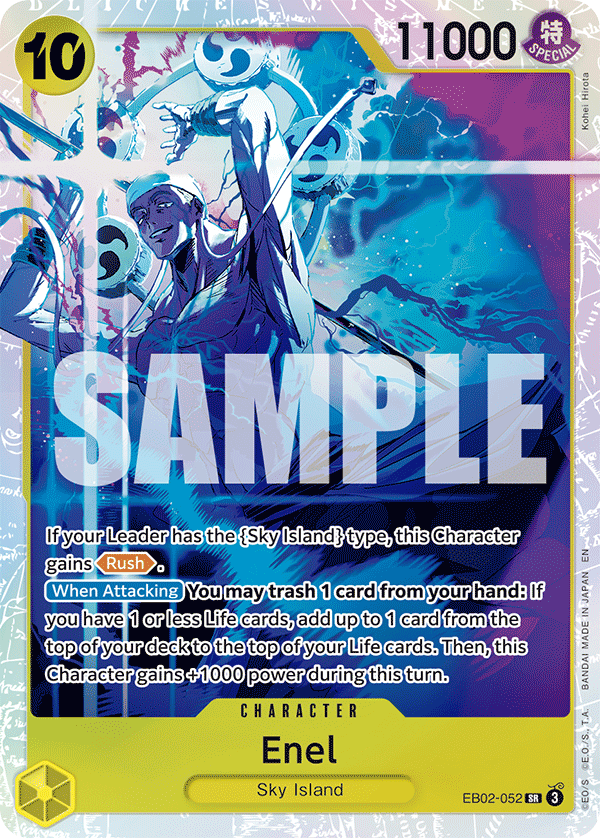 10
11000
特
SPECIAL
Kohei Hirota
SAMPLE
If your Leader has the {Sky Island} type, this Character
gains Rush.
When Attacking You may trash 1 card from your hand: If
you have 1 or less Life cards, add up to 1 card from the
top of your deck to the top of your Life cards. Then, this
Character gains +1000 power during this turn.
CHARACTER
Enel
Sky Island
EB02-052 SR 3
©E.O./S ©E.O./S., T.A. BANDAI MADE IN JAPAN EN